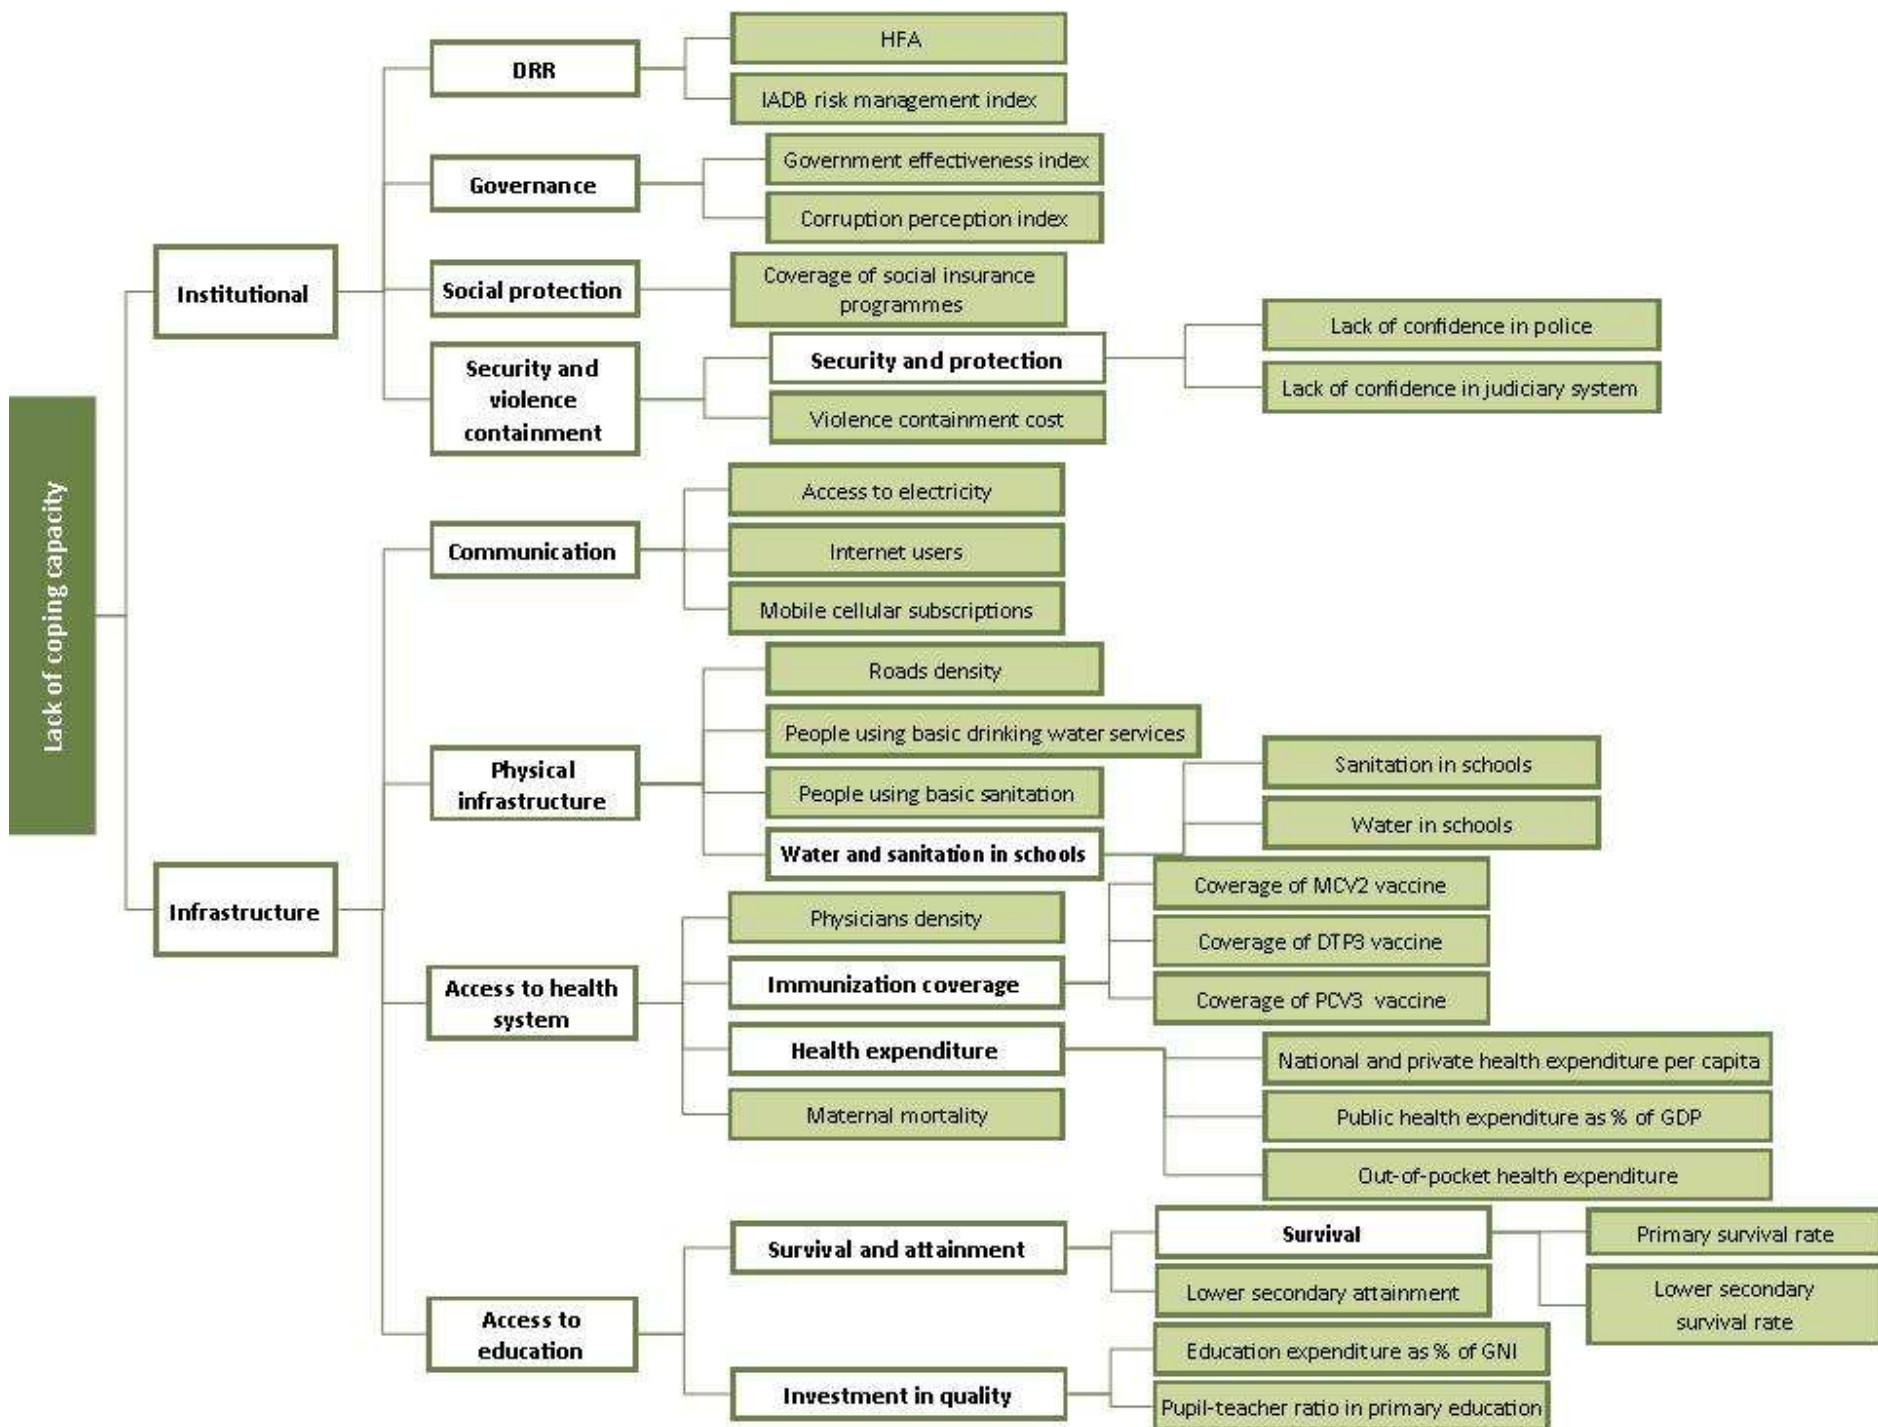 Lack of coping capacity
Institutional
DRR
HFA
IADB risk management index
Governance
Government effectiveness index
Corruption perception index
Social protection
Coverage of social insurance
programmes
Security and
violence
containment
Security and protection
Lack of confidence in police
Lack of confidence in judiciary system
Violence containment cost
Infrastructure
Communication
Access to electricity
Internet users
Mobile cellular subscriptions
Physical
infrastructure
Roads density
People using basic drinking water services
People using basic sanitation
Water and sanitation in schools
Sanitation in schools
Water in schools
Access to health
system
Physicians density
Immunization coverage
Coverage of MCV2 vaccine
Coverage of DTP3 vaccine
Coverage of PCV3 vaccine
Health expenditure
National and private health expenditure per capita
Public health expenditure as % of GDP
Out-of-pocket health expenditure
Maternal mortality
Access to
education
Survival and attainment
Survival
Primary survival rate
Lower secondary
survival rate
Lower secondary attainment
Investment in quality
Education expenditure as % of GNI
Pupil-teacher ratio in primary education